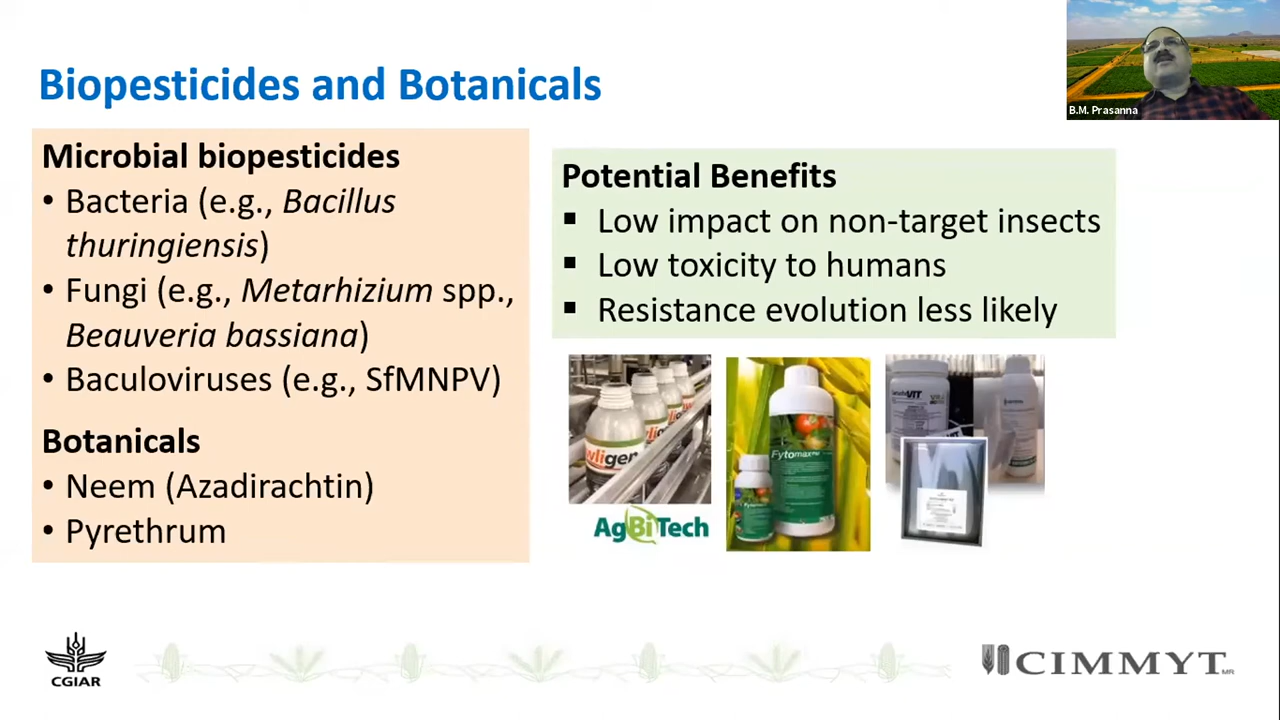 B.M. Prasanna
Biopesticides and Botanicals
Microbial biopesticides
• Bacteria (e.g., Bacillus
thuringiensis)
• Fungi (e.g., Metarhizium spp.,
Beauveria bassiana)
• Baculoviruses (e.g., SfMNPV)
Botanicals
• Neem (Azadirachtin)
• Pyrethrum
Potential Benefits
▪ Low impact on non-target insects
▪ Low toxicity to humans
▪ Resistance evolution less likely
AgBiTech
Fytomax
CGIAR
CIMMYT